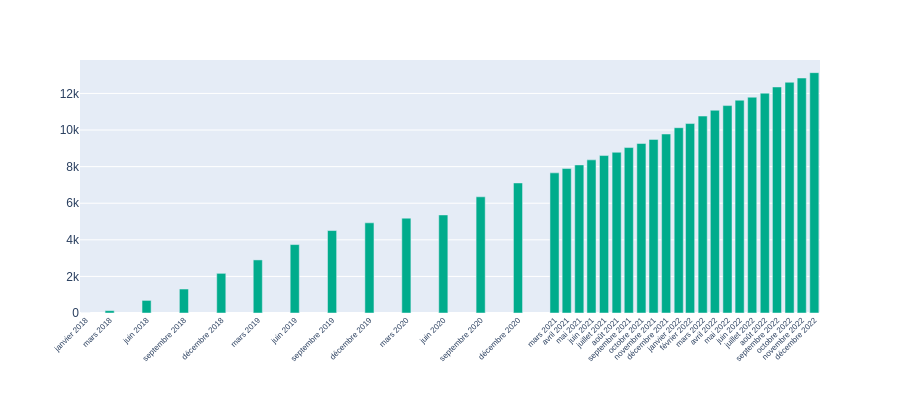 12k
10k
8k
6k
4k
2k
0
janvier 2018
mars 2018
juin 2018
septembre 2018
décembre 2018
mars 2019
juin 2019
septembre 2019
décembre 2019
mars 2020
juin 2020
septembre 2020
décembre 2020
mars 2021
avril 2021
mai 2021
juin 2021
juillet 2021
août 2021
septembre 2021
octobre 2021
novembre 2021
décembre 2021
janvier 2022
février 2022
mars 2022
avril 2022
mai 2022
juin 2022
juillet 2022
août 2022
septembre 2022
octobre 2022
novembre 2022
décembre 2022